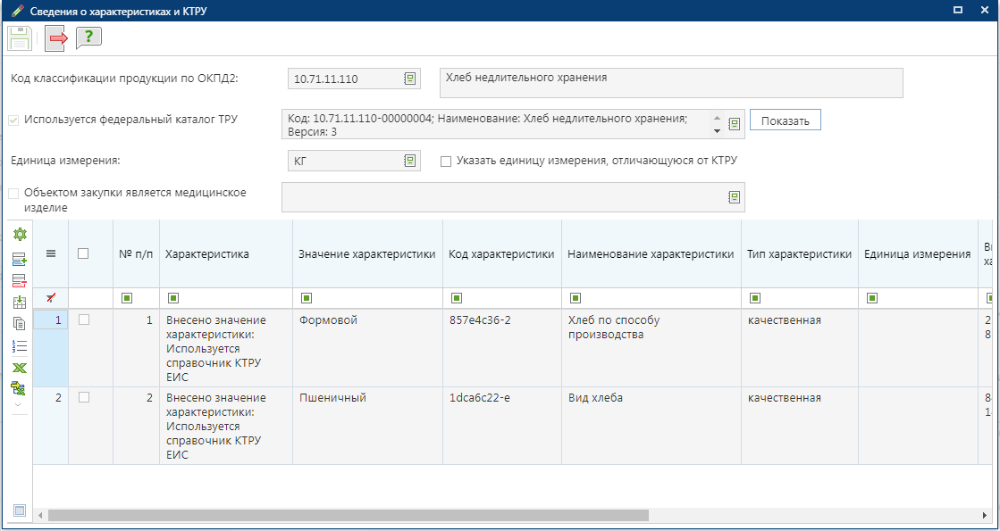 Сведения о характеристиках и КТРУ
?
Код классификации продукции по ОКПД2:
10.71.11.110
Хлеб недлительного хранения
Используется федеральный каталог ТРУ
Код: 10.71.11.110-00000004; Наименование: Хлеб недлительного хранения;
Версия: 3
Показать
Единица измерения:
КГ
Указать единицу измерения, отличающуюся от КТРУ
Объектом закупки является медицинское
изделие
№ п/п
Характеристика
Значение характеристики
Код характеристики
Наименование характеристики
Тип характеристики
Единица измерения
1
1
Внесено значение
характеристики:
Используется
справочник КТРУ
ЕИС
Формовой
857e4c36-2
Хлеб по способу
производства
качественная
2
8
2
2
Внесено значение
характеристики:
Используется
справочник КТРУ
ЕИС
Пшеничный
1dca6c22-e
Вид хлеба
качественная
8
1